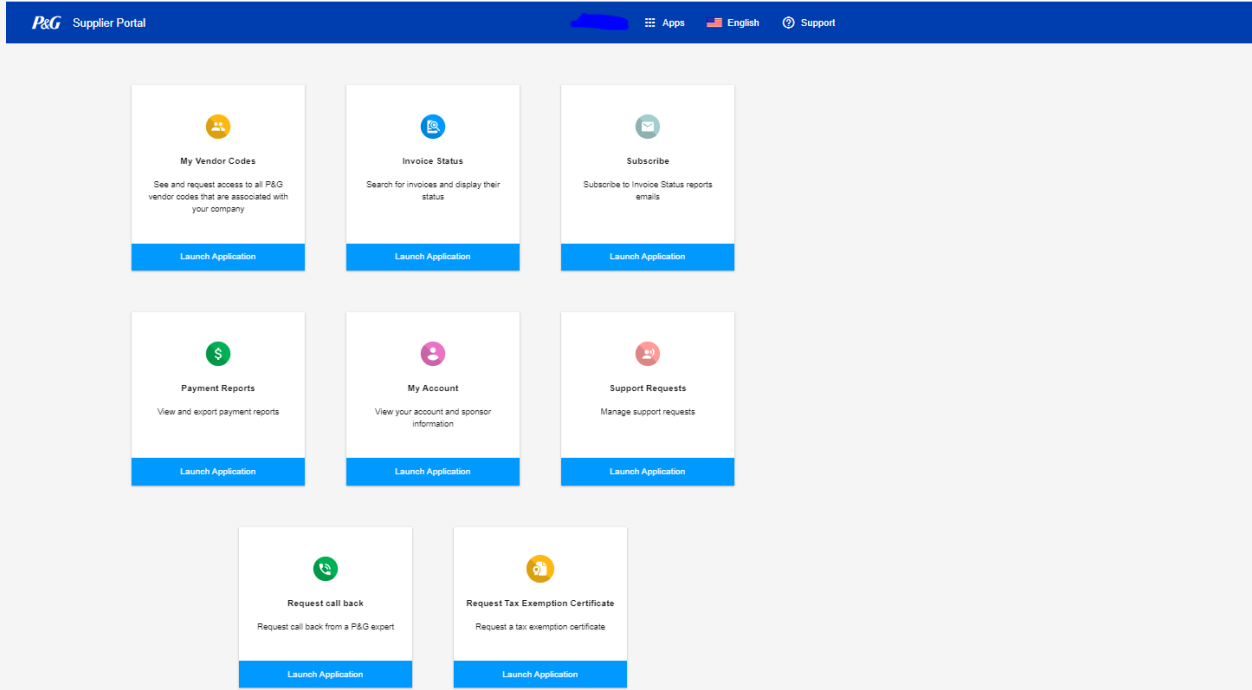 P&G Supplier Portal
Apps English Support
My Vendor Codes
See and request access to all P&G
vendor codes that are associated with
your company
Launch Application
Invoice Status
Search for invoices and display their
status
Launch Application
Subscribe
Subscribe to Invoice Status reports
emails
Launch Application
Payment Reports
View and export payment reports
Launch Application
My Account
View your account and sponsor
information
Launch Application
Support Requests
Manage support requests
Launch Application
Request call back
Request call back from a P&G expert
Launch Application
Request Tax Exemption Certificate
Request a tax exemption certificate
Launch Application